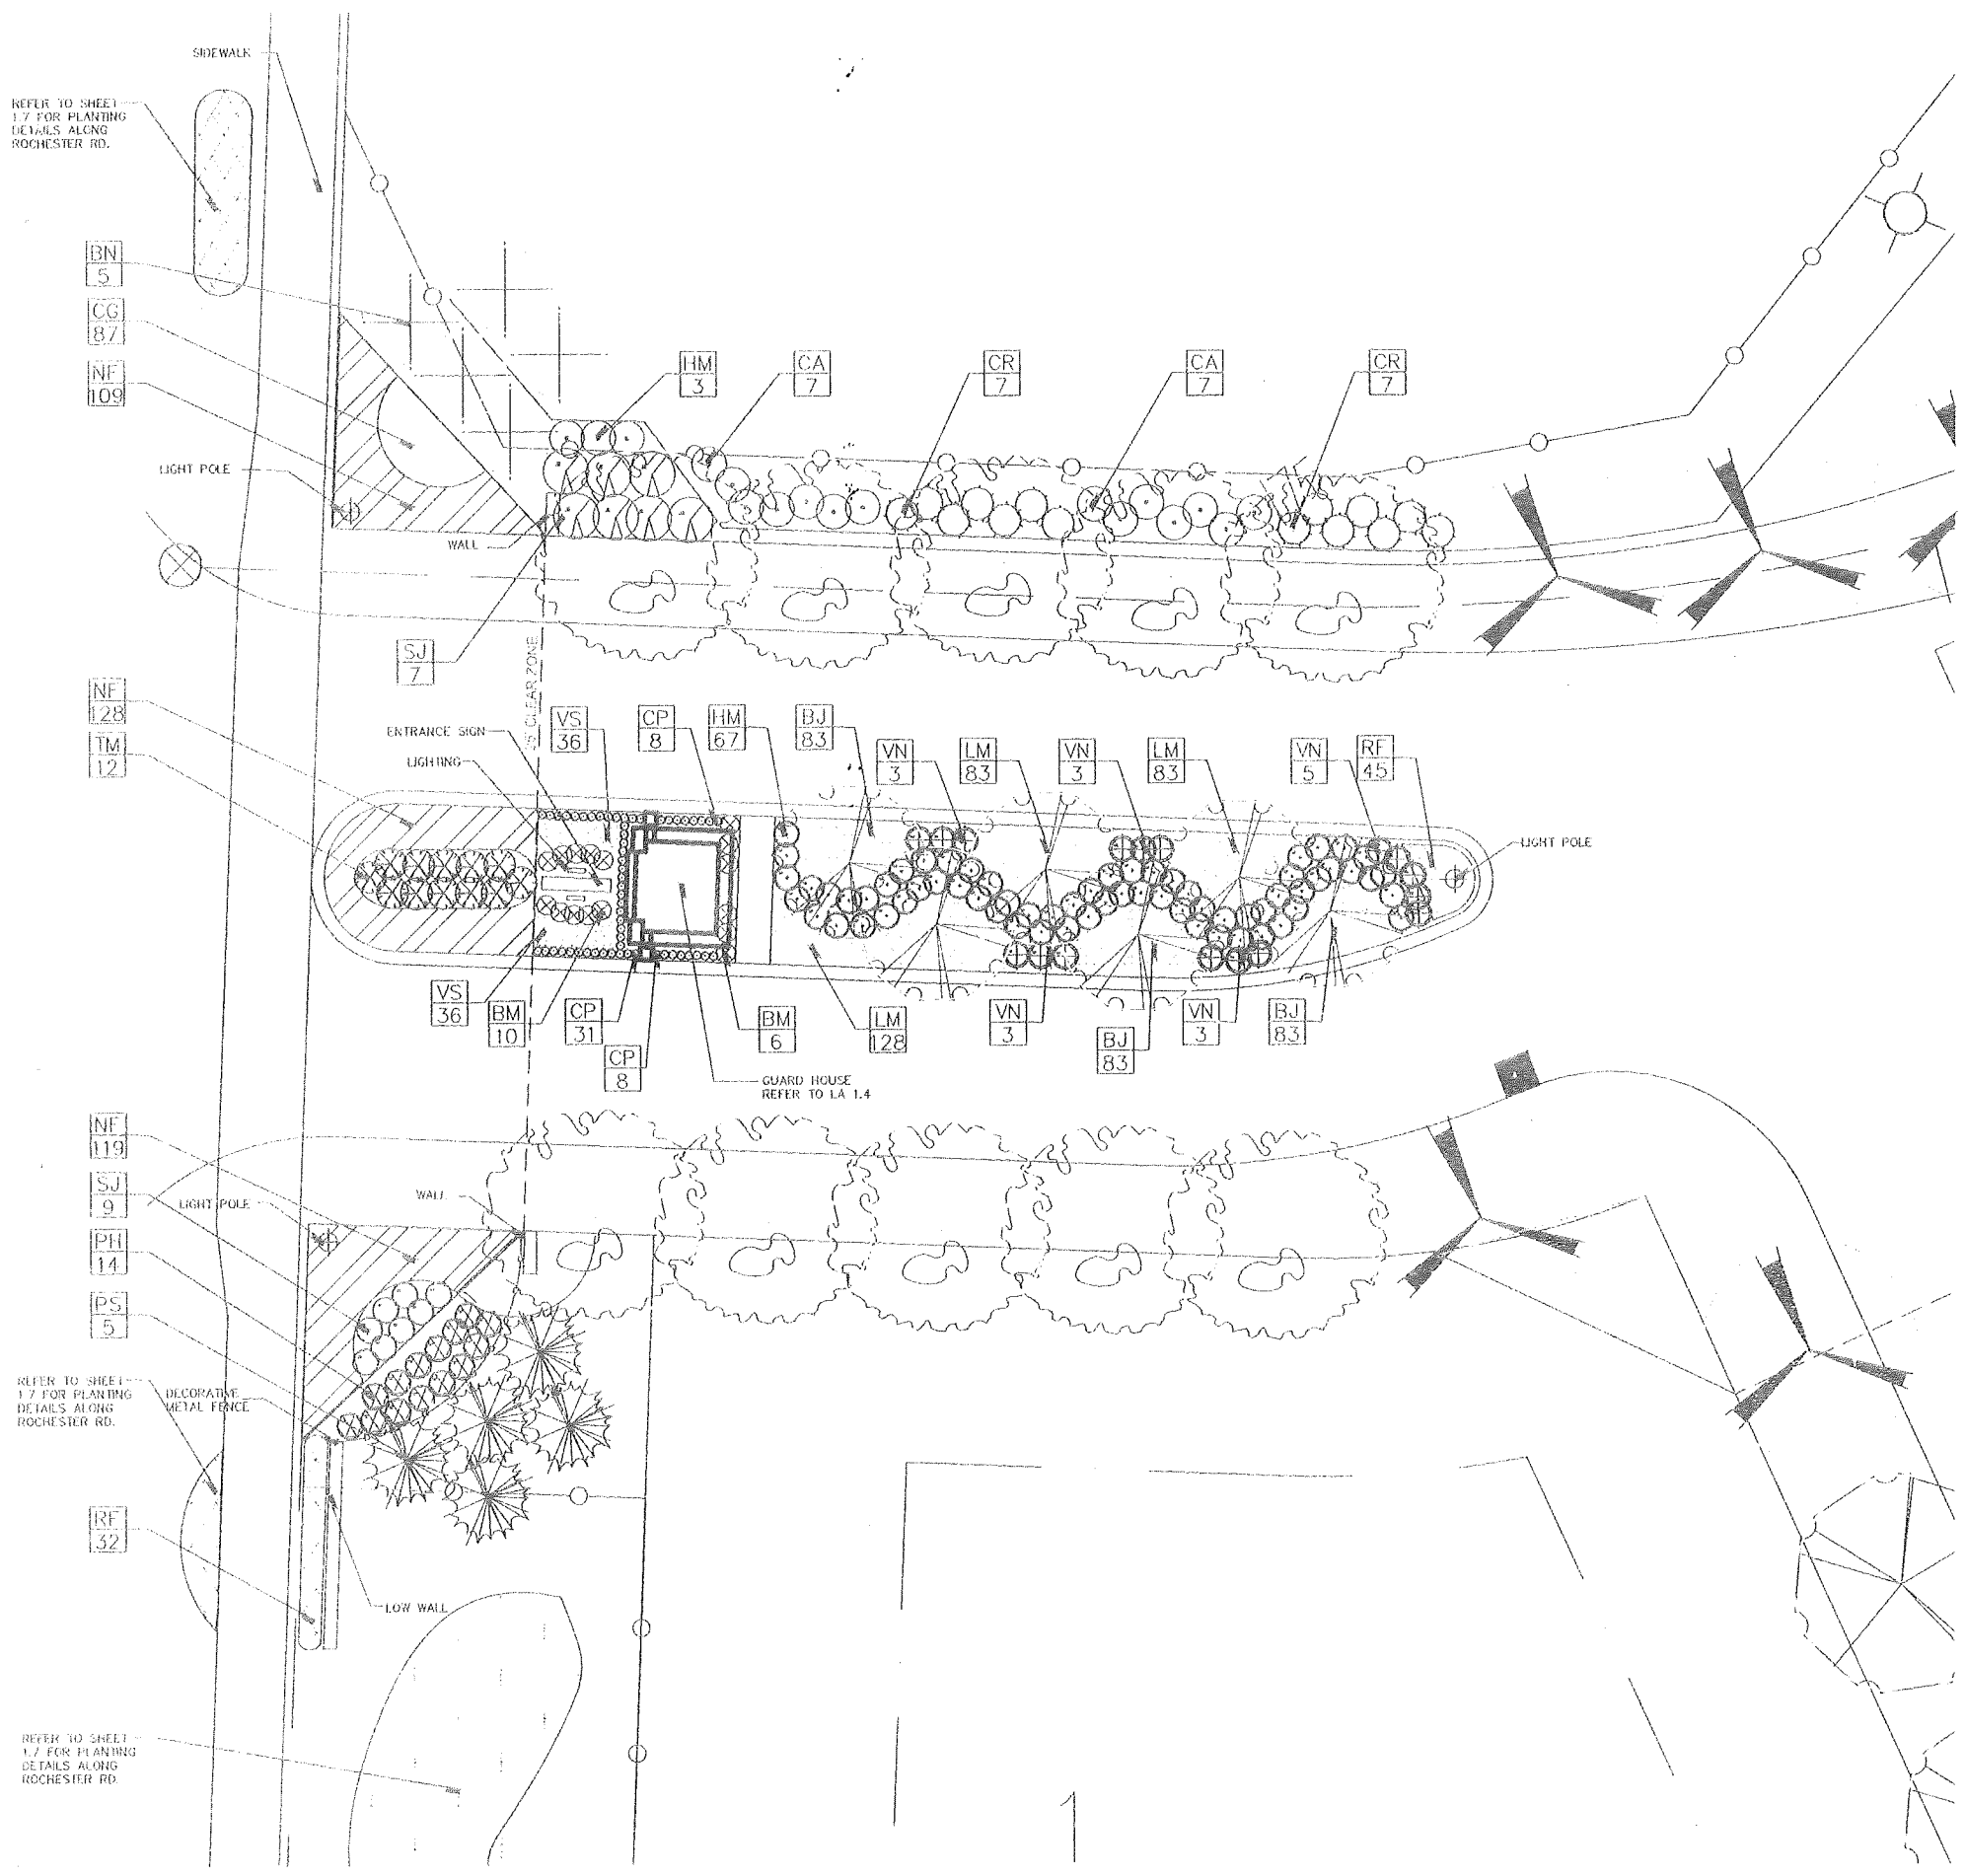 SIDEWALK
REFER TO SHEET
1.7 FOR PLANTING
DETAILS ALONG
ROCHESTER RD.
BN
5
CG
87
NF
109
HM
3
CA
7
CR
7
CA
7
CR
7
LIGHT POLE
WALL
SJ
7
CLEAR ZONE
NF
128
TM
12
ENTRANCE SIGN
LIGHTING
VS
36
CP
8
HM
67
BJ
83
VN
3
LM
83
VN
3
LM
83
VN
5
RF
45
LIGHT POLE
VS
36
BM
10
CP
31
CP
8
BM
6
LM
128
VN
3
BJ
83
VN
3
BJ
83
GUARD HOUSE
REFER TO LA 1.4
NF
119
SJ
9
LIGHT POLE
WALL
PH
14
PS
5
REFER TO SHEET
1.7 FOR PLANTING
DETAILS ALONG
ROCHESTER RD.
DECORATIVE
METAL FENCE
RF
32
LOW WALL
REFER TO SHEET
1.7 FOR PLANTING
DETAILS ALONG
ROCHESTER RD.
1